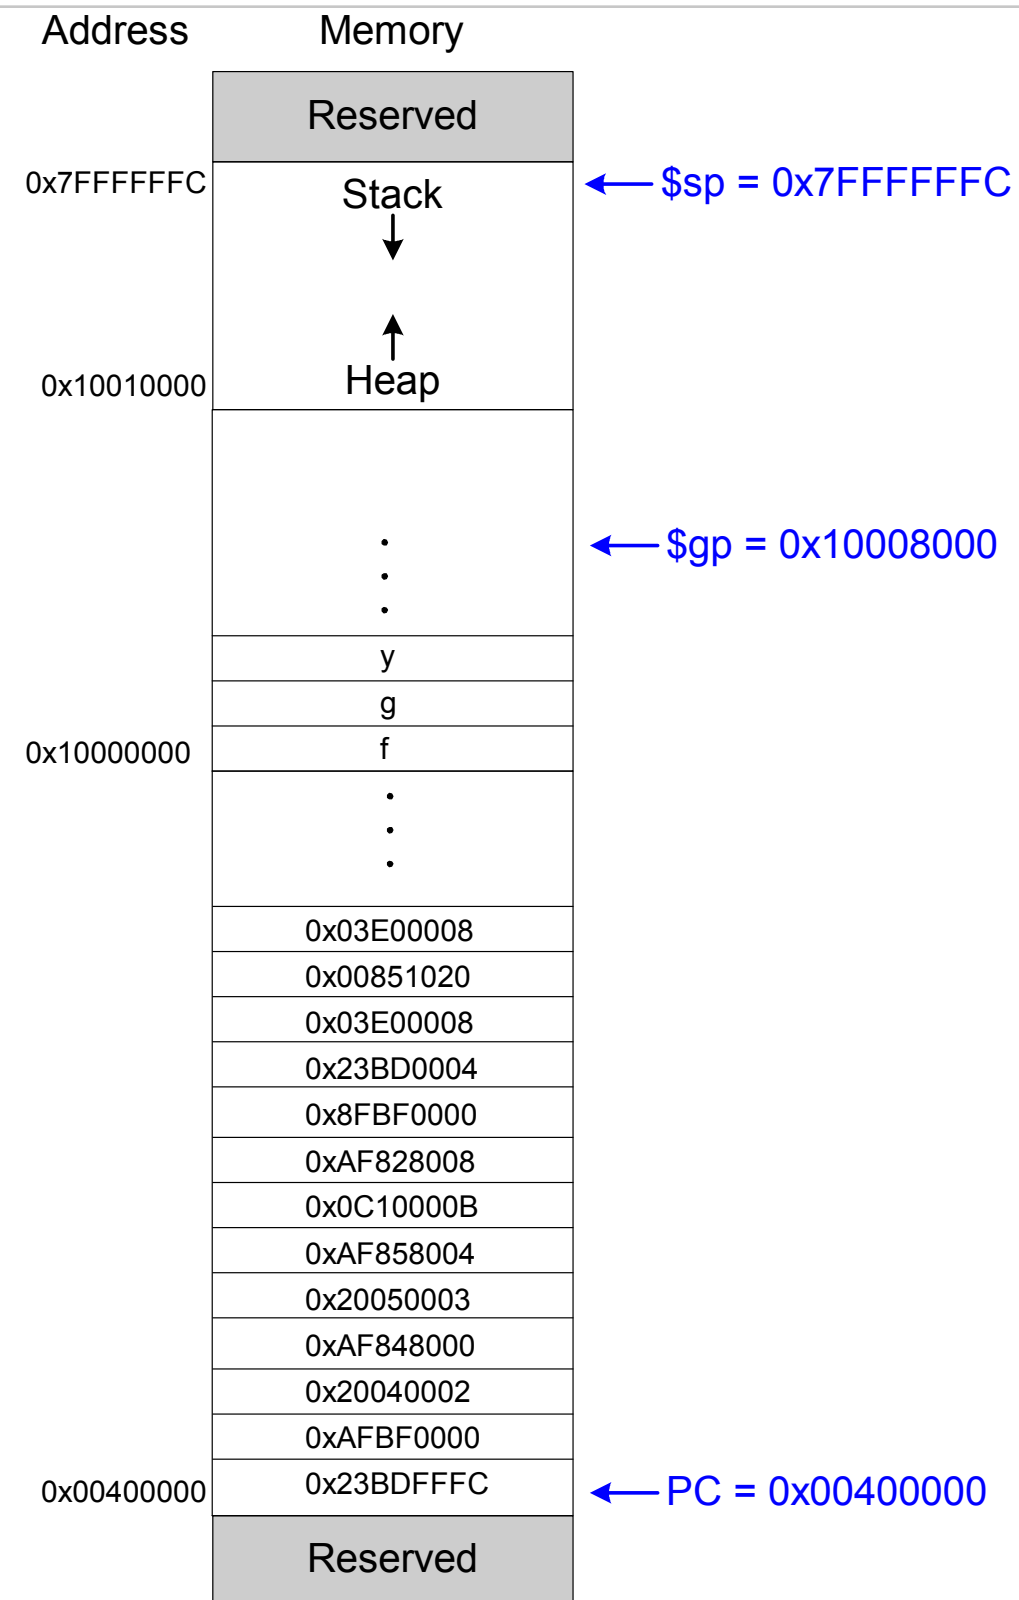 Address Memory
Reserved
0x7FFFFFFC Stack $sp = 0x7FFFFFFC
0x10010000 Heap
$gp = 0x10008000
y
g
0x10000000 f
0x03E00008
0x00851020
0x03E00008
0x23BD0004
0x8FBF0000
0xAF828008
0x0C10000B
0xAF858004
0x20050003
0xAF848000
0x20040002
0xAFBF0000
0x00400000 0x23BDFFFC PC = 0x00400000
Reserved